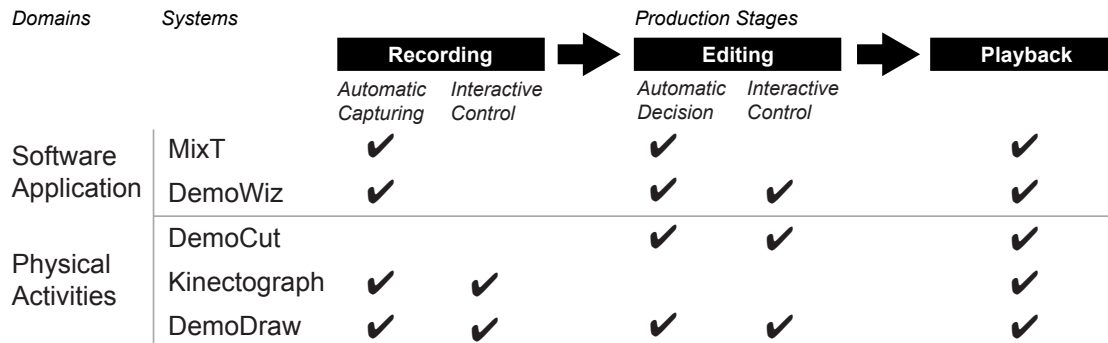 Domains Systems Production Stages
Recording Editing Playback
Automatic Interactive Automatic Interactive
Capturing Control Decision Control
Software
Application
MixT ✔ ✔ ✔
DemoWiz ✔ ✔ ✔ ✔
Physical
Activities
DemoCut ✔ ✔ ✔
Kinectograph ✔ ✔ ✔
DemoDraw ✔ ✔ ✔ ✔ ✔